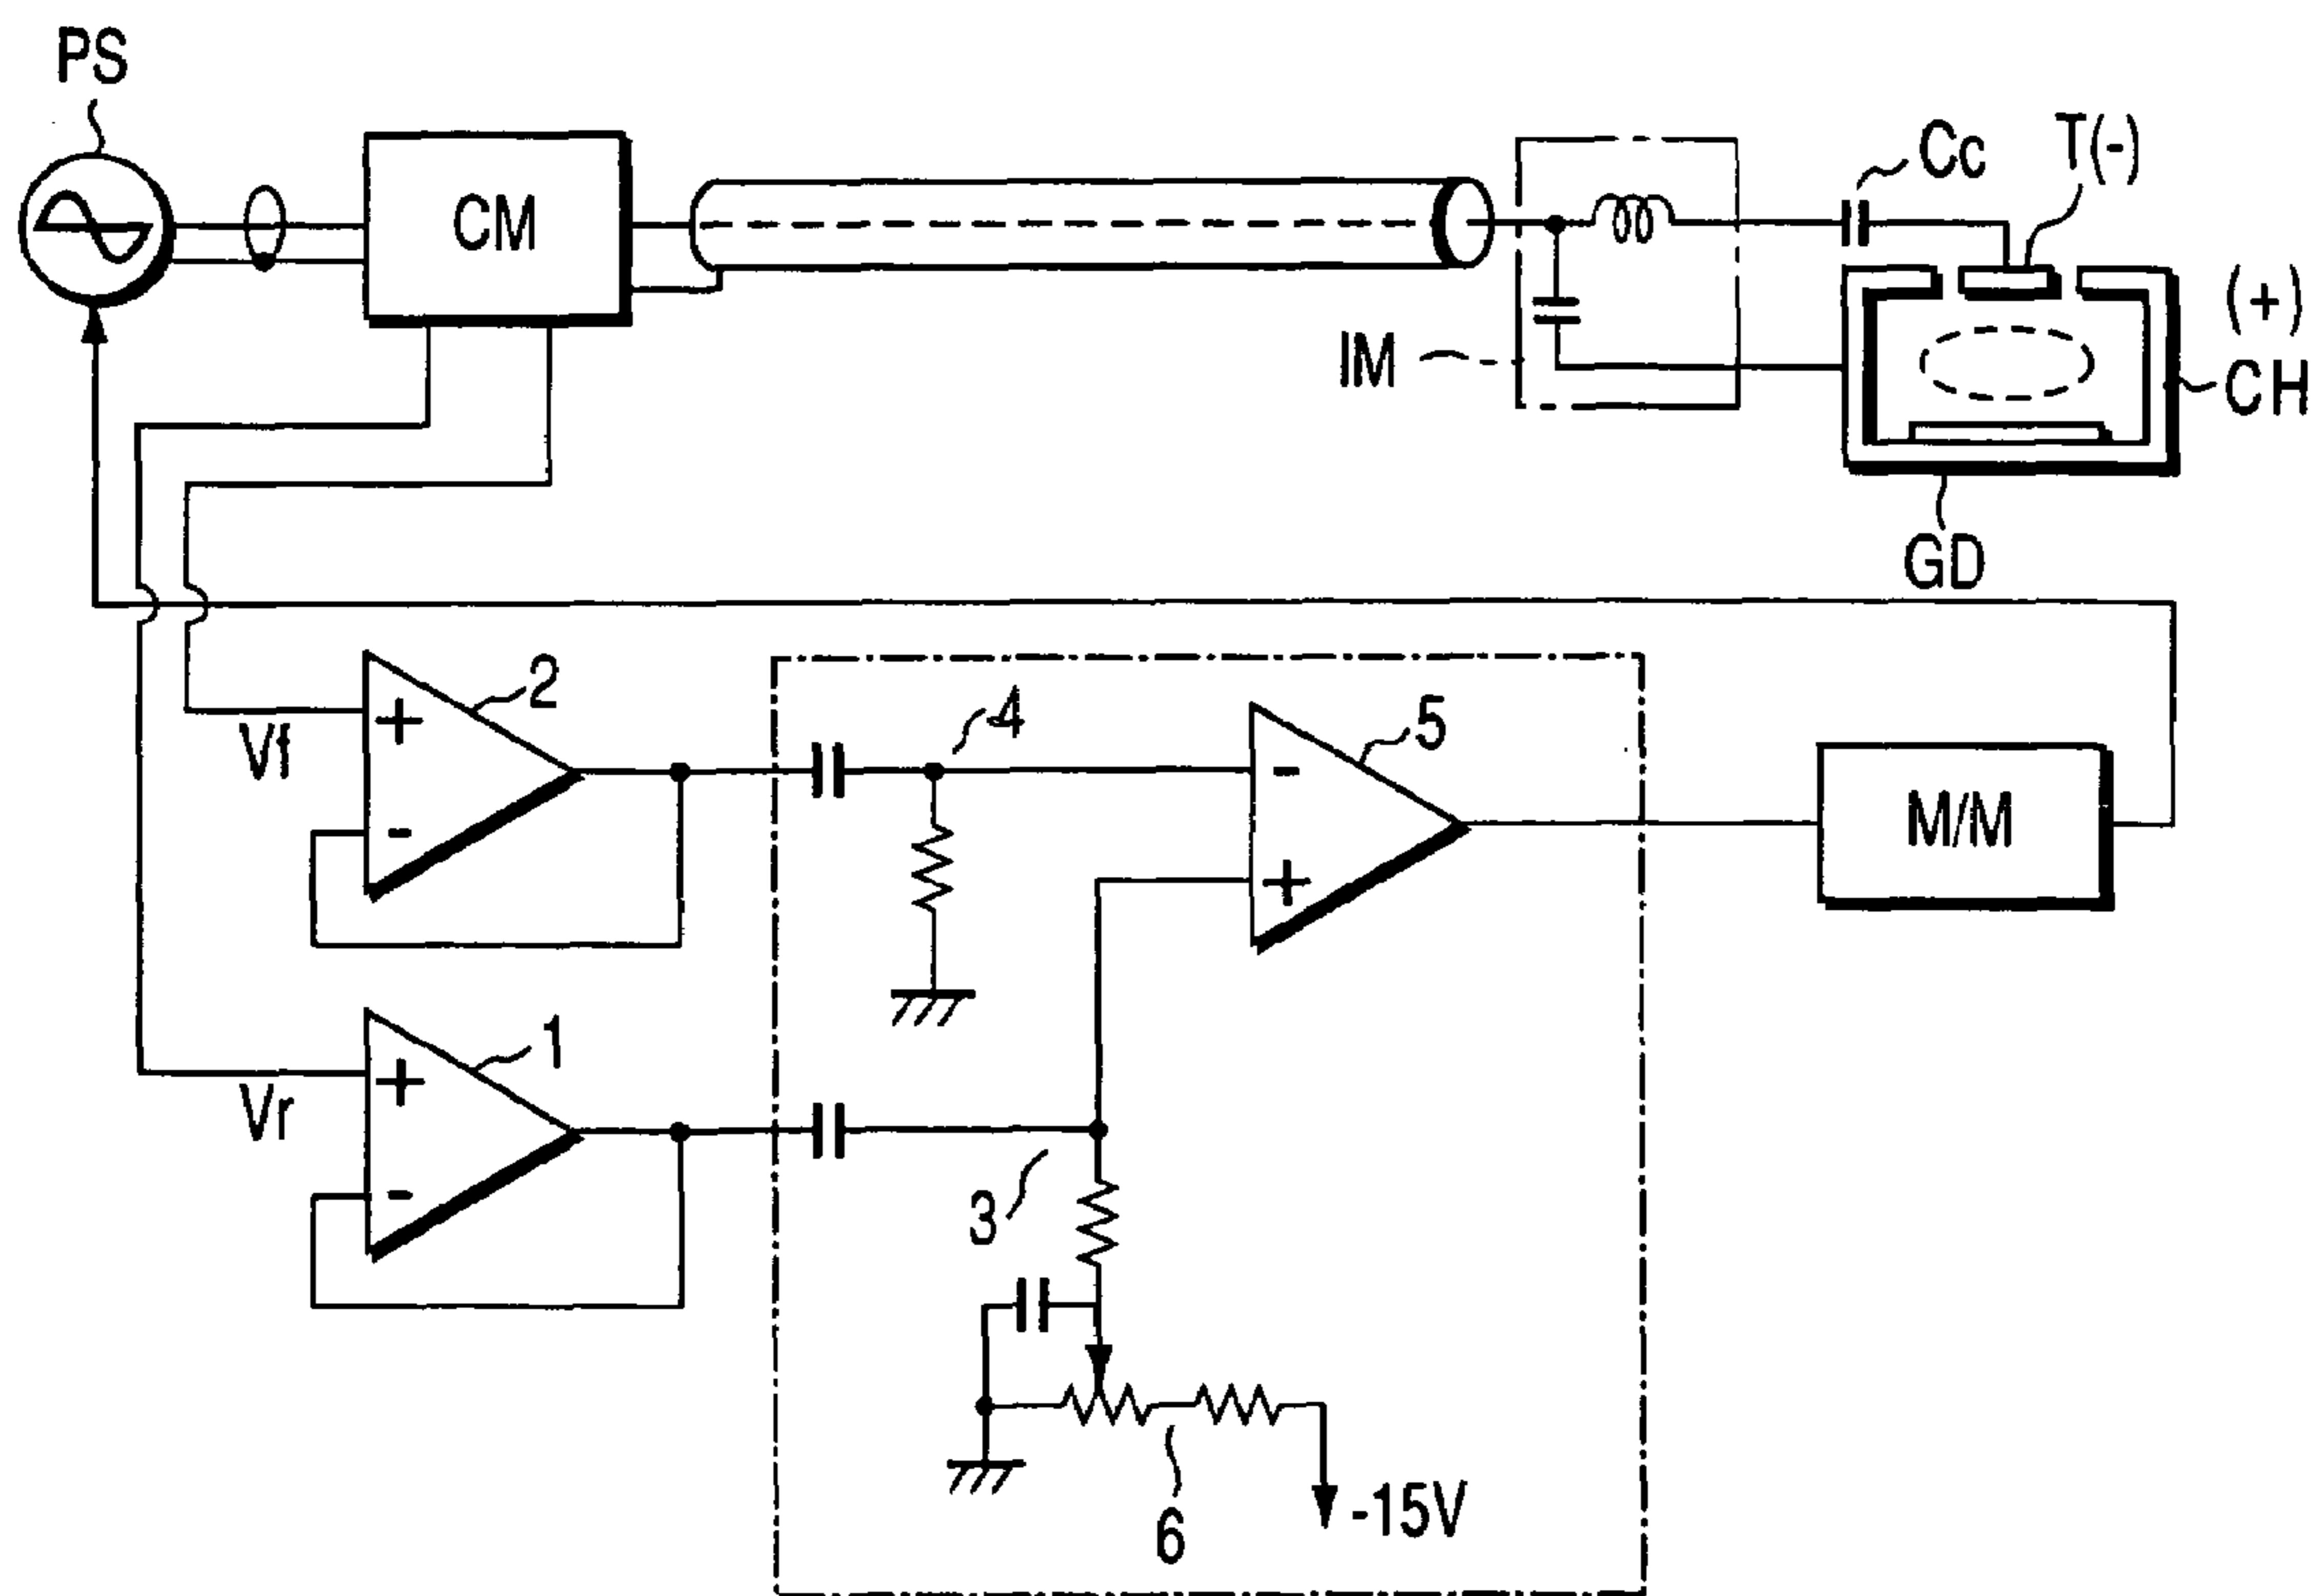 PS
CM
Cc
T(-)
(+)
IM
CH
GD
2
+
Vf
-
4
5
-
+
M/M
1
+
Vr
-
3
6
-15V